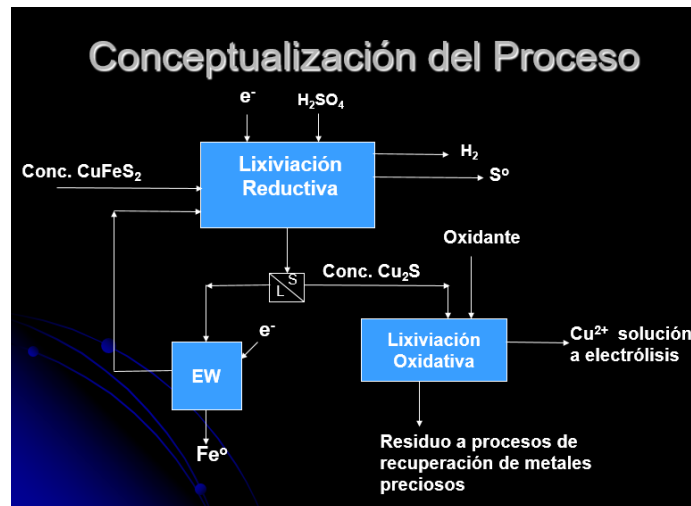 Conceptualización del Proceso
e-
H₂SO₄
Conc. CuFeS₂
Lixiviación
Reductiva
H₂
Sº
Oxidante
S
L
Conc. Cu₂S
e-
EW
Lixiviación
Oxidativa
Cu²⁺ solución
a electrólisis
Feº
Residuo a procesos de
recuperación de metales
preciosos